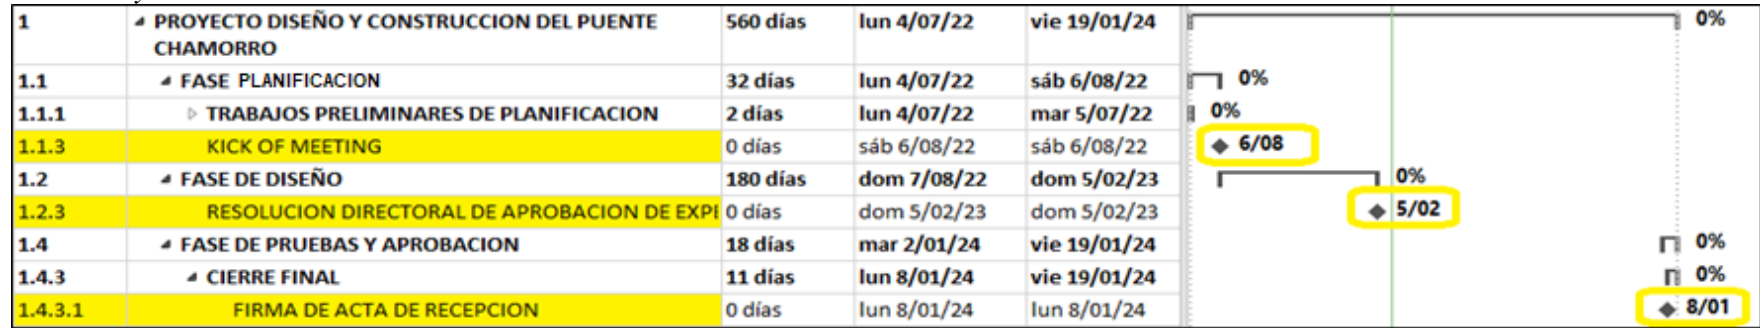 1 PROYECTO DISEÑO Y CONSTRUCCION DEL PUENTE CHAMORRO 560 días lun 4/07/22 vie 19/01/24 0%
1.1 FASE PLANIFICACION 32 días lun 4/07/22 sáb 6/08/22 0%
1.1.1 TRABAJOS PRELIMINARES DE PLANIFICACION 2 días lun 4/07/22 mar 5/07/22 0%
1.1.3 KICK OF MEETING 0 días sáb 6/08/22 sáb 6/08/22 6/08
1.2 FASE DE DISEÑO 180 días dom 7/08/22 dom 5/02/23 0%
1.2.3 RESOLUCION DIRECTORAL DE APROBACION DE EXPE 0 días dom 5/02/23 dom 5/02/23 5/02
1.4 FASE DE PRUEBAS Y APROBACION 18 días mar 2/01/24 vie 19/01/24 0%
1.4.3 CIERRE FINAL 11 días lun 8/01/24 vie 19/01/24 0%
1.4.3.1 FIRMA DE ACTA DE RECEPCION 0 días lun 8/01/24 lun 8/01/24 8/01